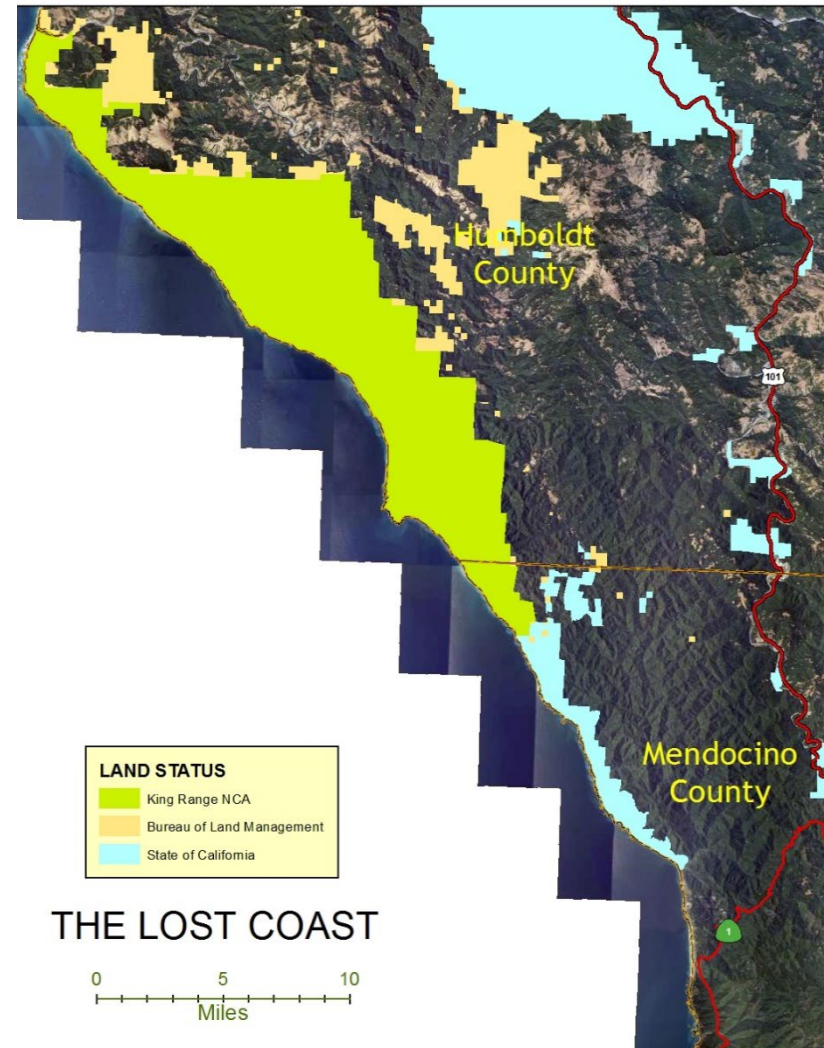 Humboldt
County
101
Mendocino
County
LAND STATUS
King Range NCA
Bureau of Land Management
State of California
THE LOST COAST
1
0 5 10
Miles